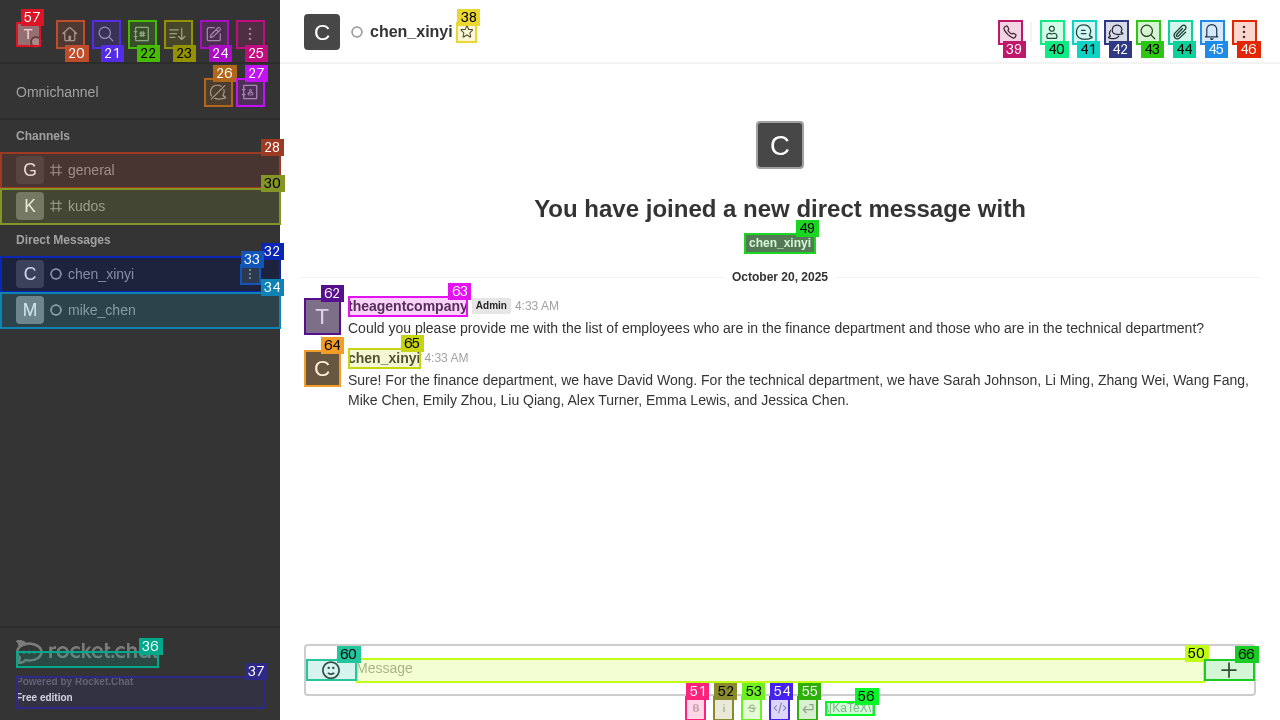 57
T
20
21
22
23
24
25
26
27
Omnichannel
Channels
28
G general
30
K kudos
Direct Messages
32
33
C chen_xinyi
34
M mike_chen
36
rocket.chat
37
Powered by Rocket.Chat
Free edition
C chen_xinyi
38
39
40
41
42
43
44
45
46
C
You have joined a new direct message with
49
chen_xinyi
October 20, 2025
62
63
T theagentcompany Admin 4:33 AM
Could you please provide me with the list of employees who are in the finance department and those who are in the technical department?
64
65
C chen_xinyi 4:33 AM
Sure! For the finance department, we have David Wong. For the technical department, we have Sarah Johnson, Li Ming, Zhang Wei, Wang Fang,
Mike Chen, Emily Zhou, Liu Qiang, Alex Turner, Emma Lewis, and Jessica Chen.
60
50
66
Message
51
52
53
54
55
56
B
i
S
\[KaTeX\]